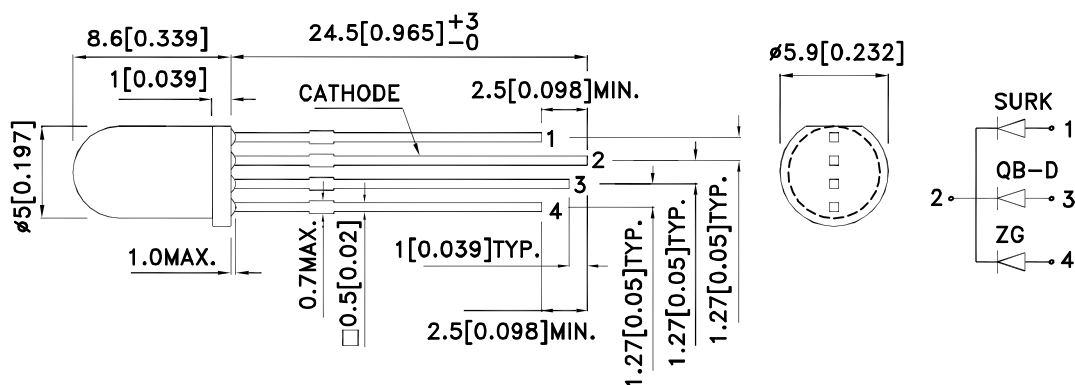 8.6[0.339]
24.5[0.965]+3 -0
1[0.039]
CATHODE
2.5[0.098]MIN.
ø5.9[0.232]
SURK
1
QB-D
2
3
ZG
4
ø5[0.197]
1
2
3
4
1.0MAX.
0.7MAX.
□0.5[0.02]
1[0.039]TYP.
2.5[0.098]MIN.
1.27[0.05]TYP.
1.27[0.05]TYP.
1.27[0.05]TYP.